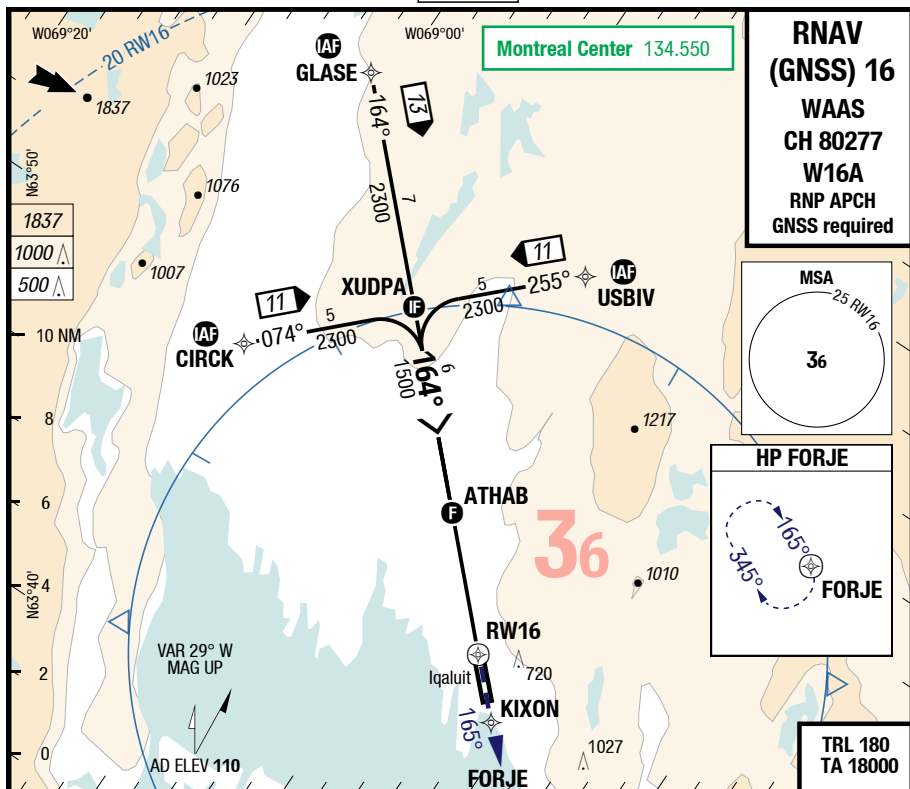 W069°20'
W069°00'
20 RW16
1023
1837
IAF
GLASE
164°
13
7
2300
Montreal Center 134.550
RNAV
(GNSS) 16
WAAS
CH 80277
W16A
RNP APCH
GNSS required
N63°50'
1076
1837
1000
500
1007
XUDPA
IF
11
5
255°
2300
IAF
USBIV
11
5
074°
2300
IAF
CIRCK
10 NM
164°
6
1500
MSA
25 RW16
36
8
1217
HP FORJE
165°
345°
FORJE
6
ATHAB
F
36
4
N63°40'
1010
RW16
2
Iqaluit
720
KIXON
VAR 29° W
MAG UP
165°
0
AD ELEV 110
FORJE
1027
TRL 180
TA 18000